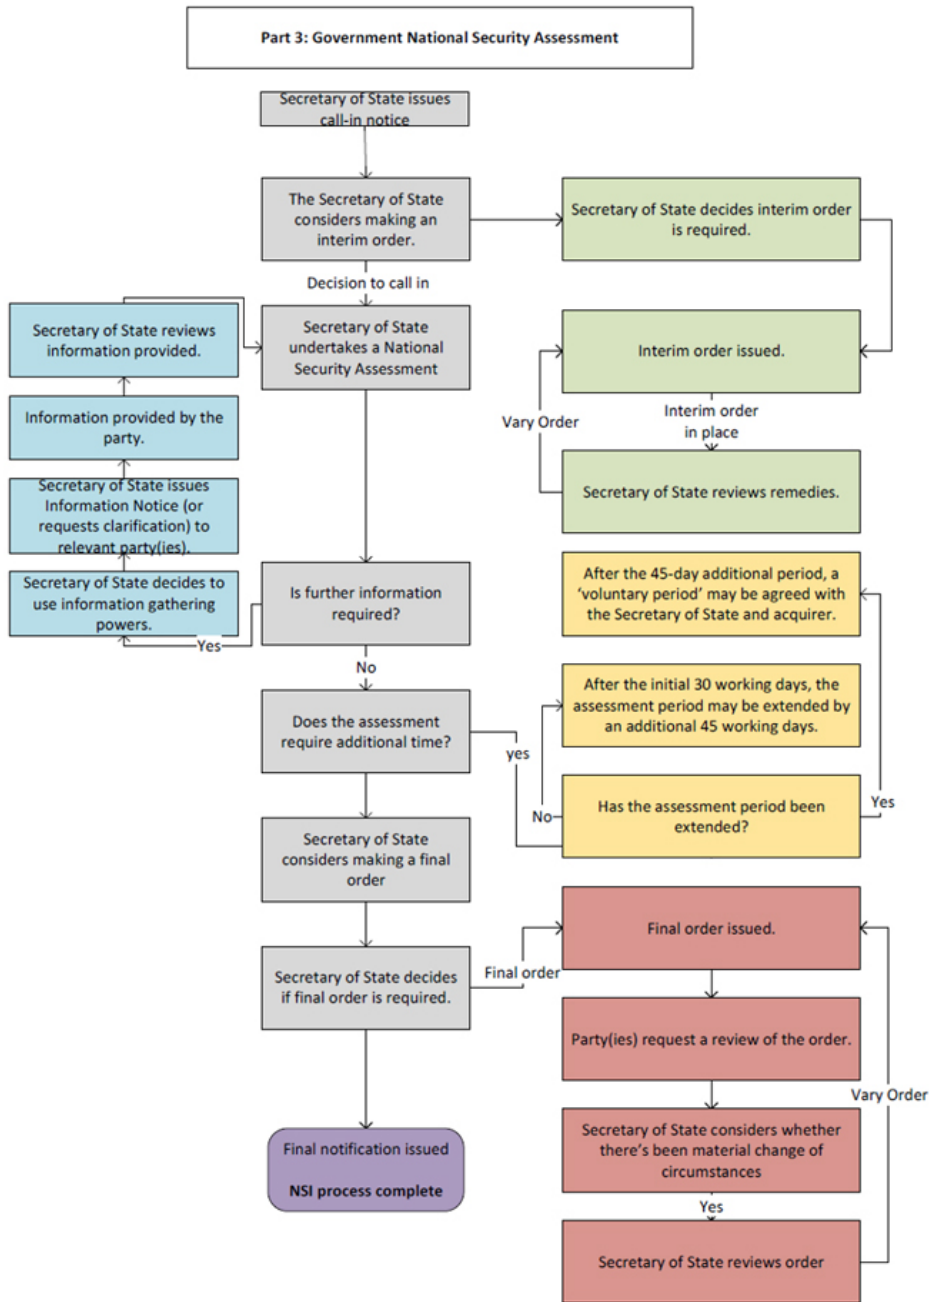 Part 3: Government National Security Assessment
Secretary of State issues
call-in notice
The Secretary of State
considers making an
interim order.
Secretary of State decides interim order
is required.
Decision to call in
Secretary of State reviews
information provided.
Secretary of State
undertakes a National
Security Assessment
Interim order issued.
Information provided by the
party.
Vary Order
Interim order
in place
Secretary of State issues
Information Notice (or
requests clarification) to
relevant party(ies).
Secretary of State reviews remedies.
Secretary of State decides to
use information gathering
powers.
Yes
Is further information
required?
After the 45-day additional period, a
‘voluntary period’ may be agreed with
the Secretary of State and acquirer.
No
Does the assessment
require additional time?
yes
After the initial 30 working days, the
assessment period may be extended by
an additional 45 working days.
No
Has the assessment period been
extended?
Yes
Secretary of State
considers making a final
order
Secretary of State decides
if final order is required.
Final order
Final order issued.
Party(ies) request a review of the order.
Vary Order
Secretary of State considers whether
there’s been material change of
circumstances
Yes
Secretary of State reviews order
Final notification issued
NSI process complete